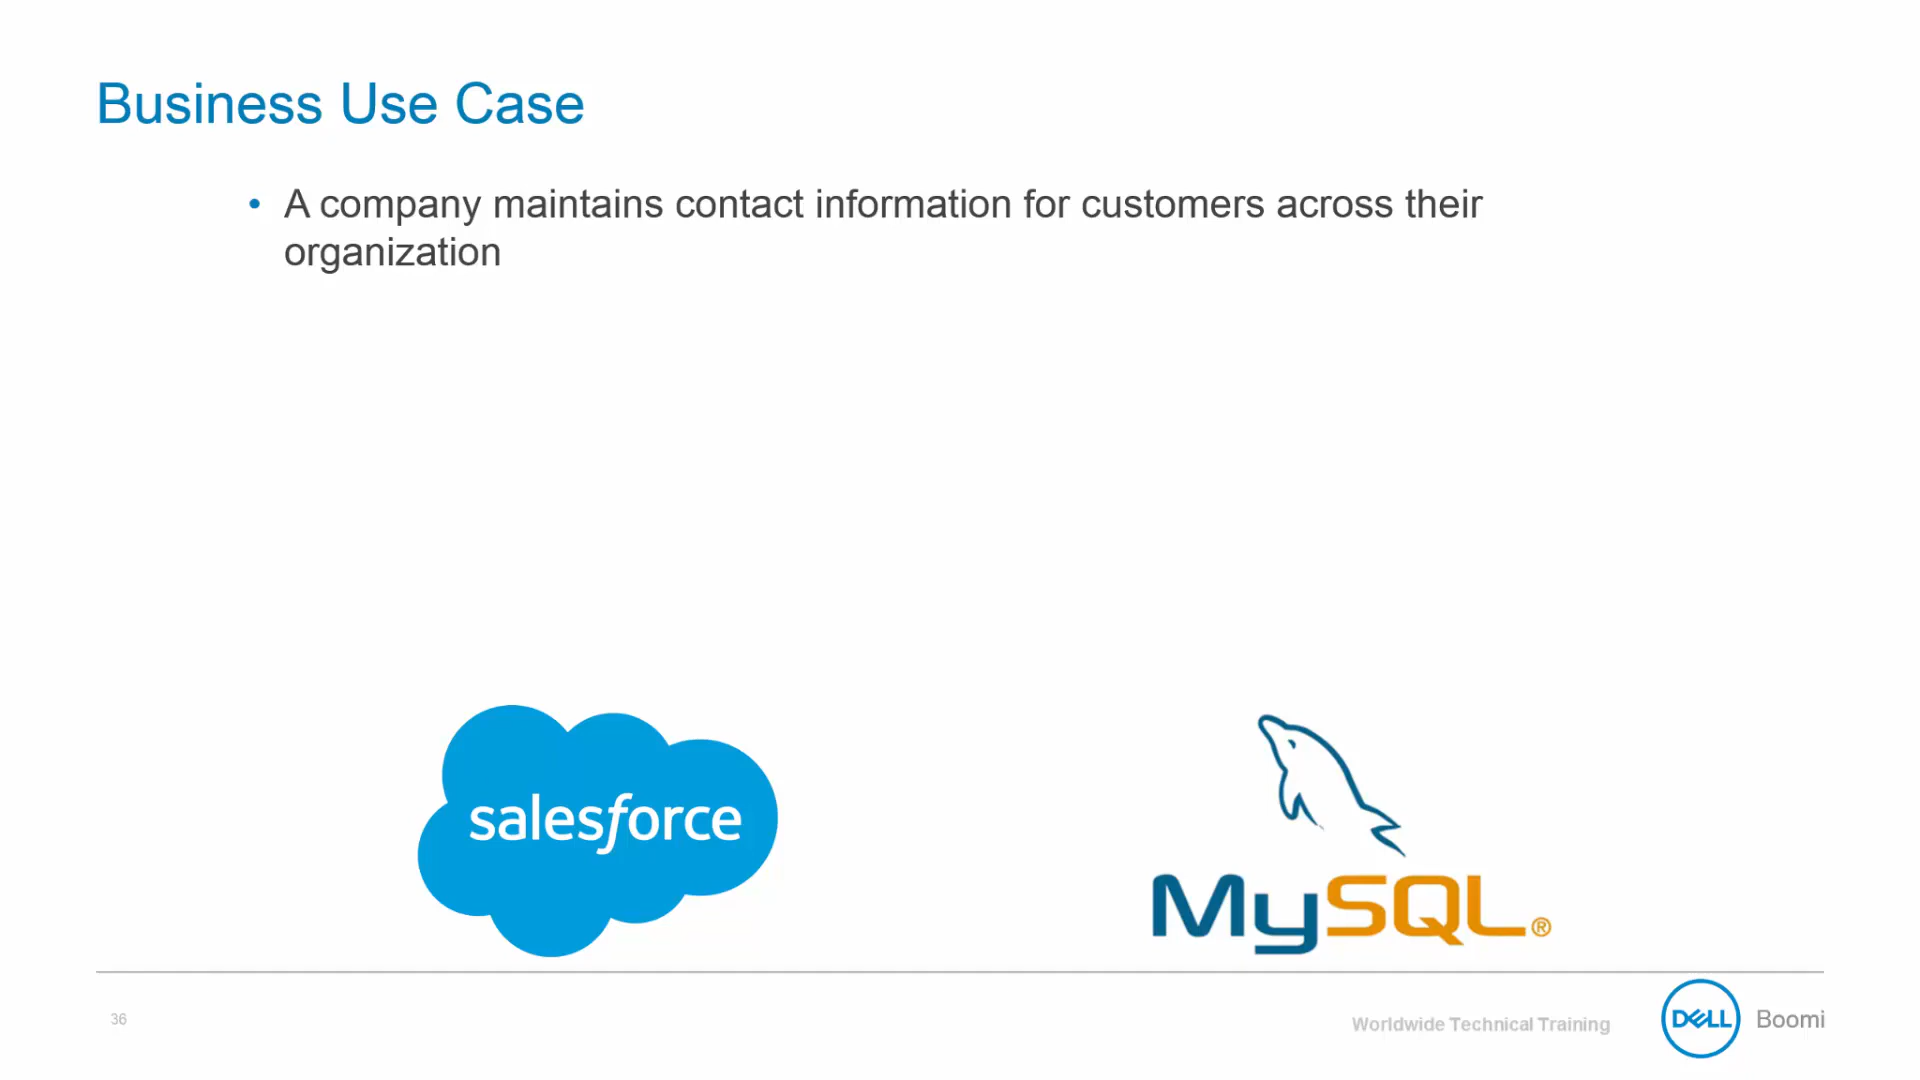 Business Use Case
• A company maintains contact information for customers across their
organization
salesforce
MySQL®
36
Worldwide Technical Training
DELL
Boomi